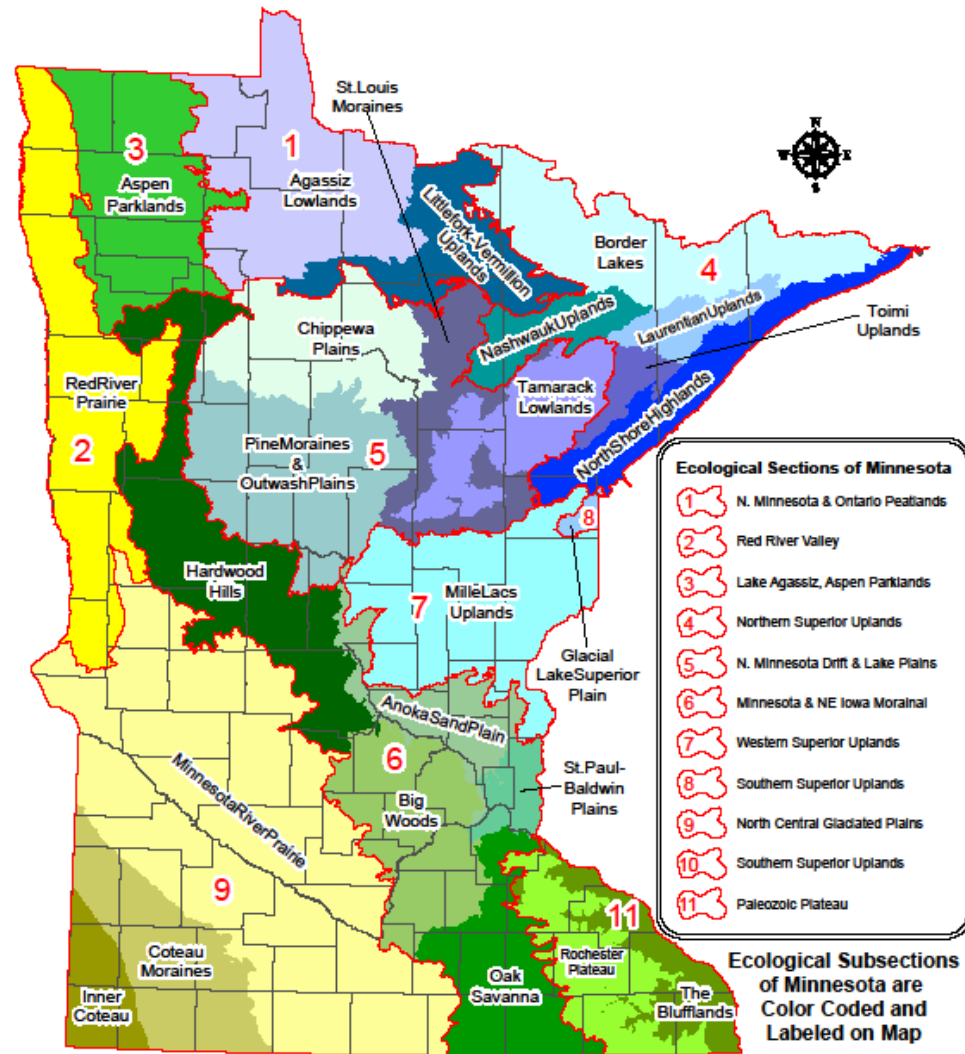 St.Louis
Moraines
N
W
E
S
3
Aspen
Parklands
1
Agassiz
Lowlands
Littlefork-Vermillion
Uplands
Border
Lakes
4
LaurentianUplands
Toimi
Uplands
Chippewa
Plains
NashwaukUplands
RedRiver
Prairie
2
Tamarack
Lowlands
NorthShoreHighlands
PineMoraines
&
OutwashPlains
5
8
Hardwood
Hills
7
MilleLacs
Uplands
Glacial
LakeSuperior
Plain
AnokaSandPlain
6
Big
Woods
St.Paul-
Baldwin
Plains
MinnesotaRiverPrairie
9
Coteau
Moraines
Inner
Coteau
Oak
Savanna
11
Rochester
Plateau
The
Blufflands
Ecological Sections of Minnesota
1 N. Minnesota & Ontario Peatlands
2 Red River Valley
3 Lake Agassiz, Aspen Parklands
4 Northern Superior Uplands
5 N. Minnesota Drift & Lake Plains
6 Minnesota & NE Iowa Morainal
7 Western Superior Uplands
8 Southern Superior Uplands
9 North Central Glaciated Plains
10 Southern Superior Uplands
11 Paleozoic Plateau
Ecological Subsections
of Minnesota are
Color Coded and
Labeled on Map